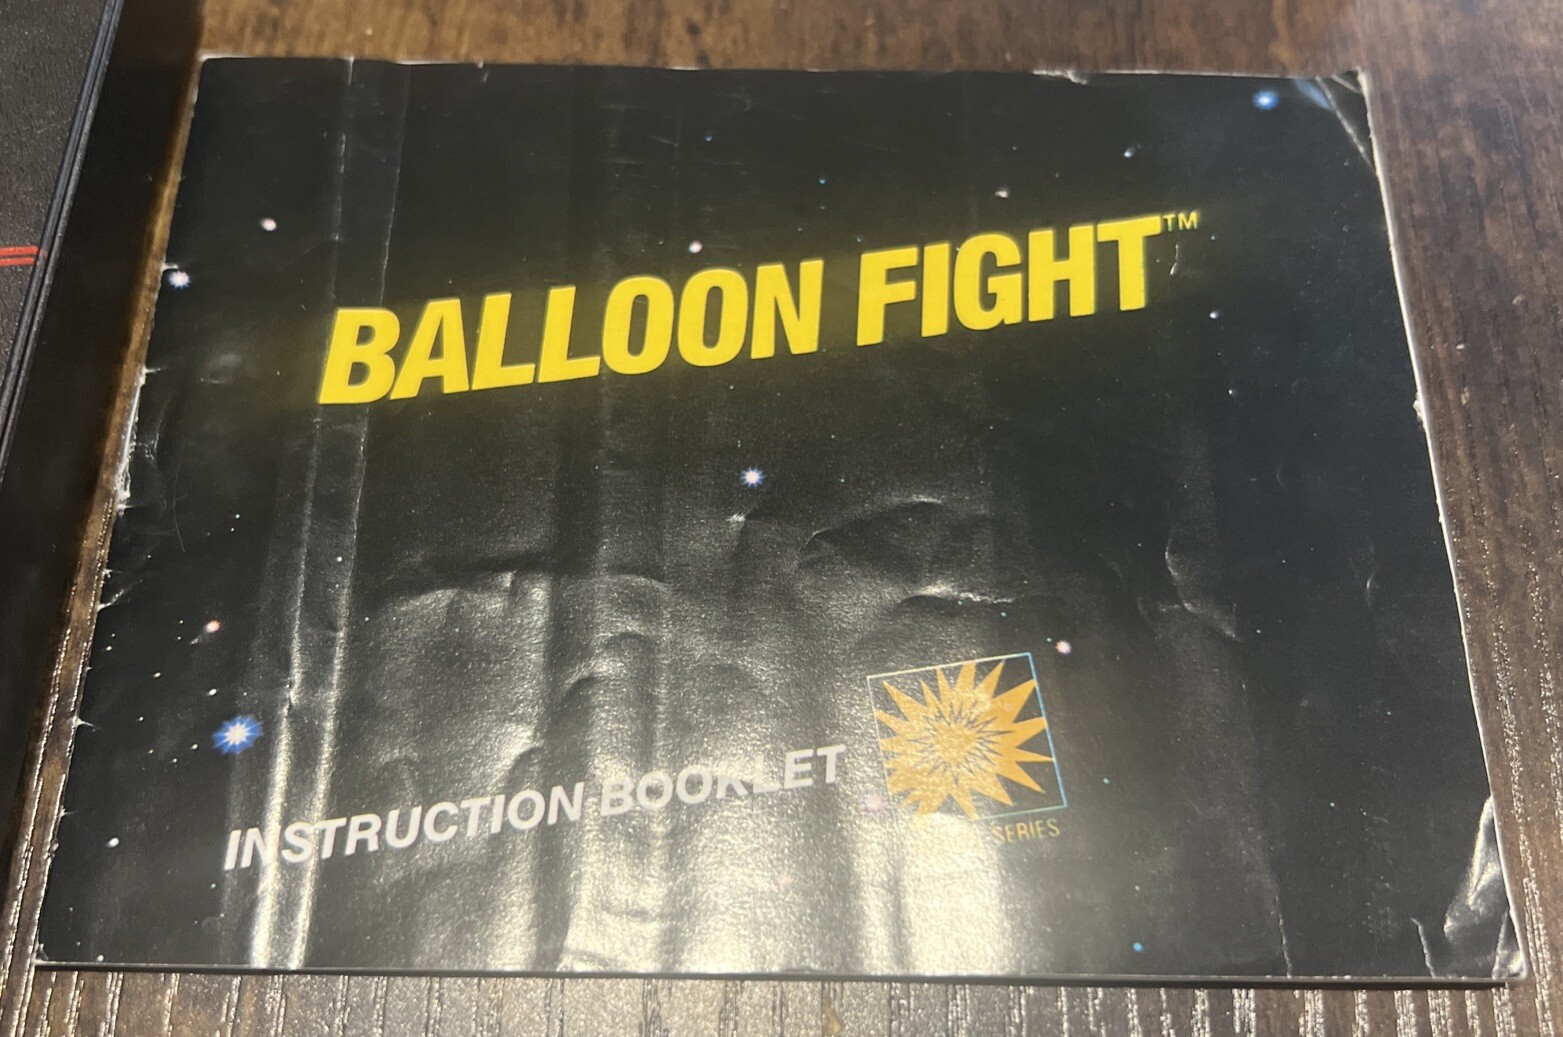 BALLOON FIGHT™
INSTRUCTION BOOKLET
SERIES